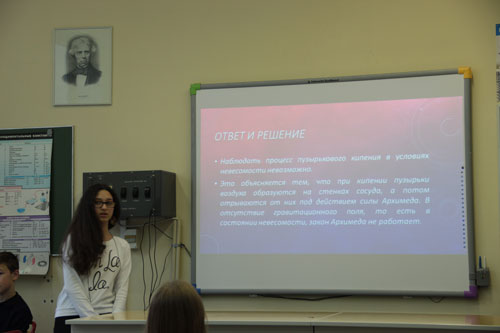 ОТВЕТ И РЕШЕНИЕ
Наблюдать процесс пузырькового кипения в условиях
невесомости невозможно.
Это объясняется тем, что при кипении пузырьки
воздуха образуются на стенках сосуда, а потом
отрываются от них под действием силы Архимеда. В
отсутствие гравитационного поля, то есть в
состоянии невесомости, закон Архимеда не работает.
La
la.